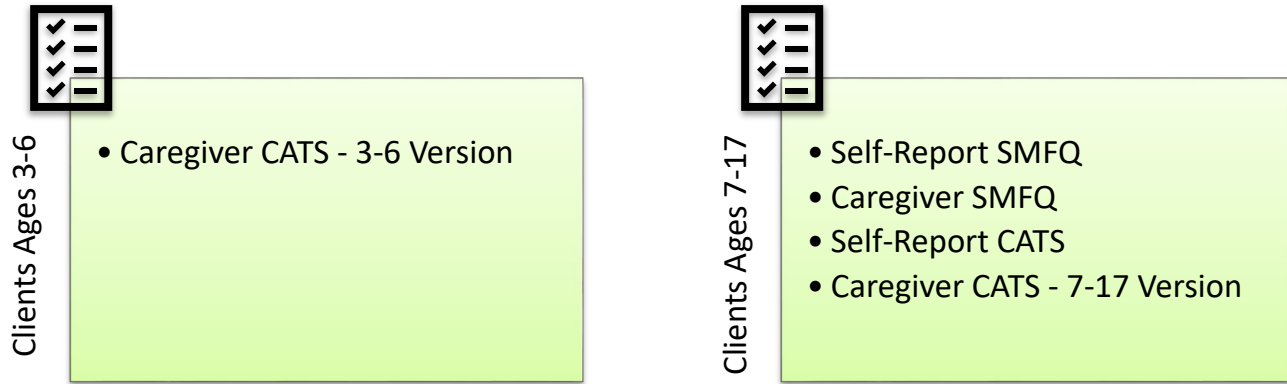 Clients Ages 3-6
• Caregiver CATS - 3-6 Version
Clients Ages 7-17
• Self-Report SMFQ
• Caregiver SMFQ
• Self-Report CATS
• Caregiver CATS - 7-17 Version